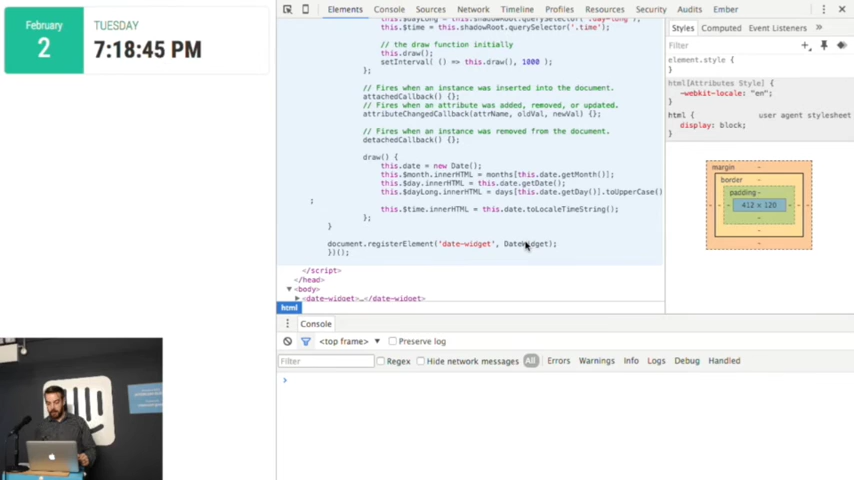 February
2
TUESDAY
7:18:45 PM
Elements Console Sources Network Timeline Profiles Resources Security Audits Ember
this.$dayLong = this.shadowRoot.querySelector('.day-long');
this.$time = this.shadowRoot.querySelector('.time');
// the draw function initially
this.draw();
setInterval( () => this.draw(), 1000 );
};
// Fires when an instance was inserted into the document.
attachedCallback() {};
// Fires when an attribute was added, removed, or updated.
attributeChangedCallback(attrName, oldVal, newVal) {};
// Fires when an instance was removed from the document.
detachedCallback() {};
draw() {
this.date = new Date();
this.$month.innerHTML = months[this.date.getMonth()];
this.$day.innerHTML = this.date.getDate();
this.$dayLong.innerHTML = days[this.date.getDay()].toUpperCase()
;
this.$time.innerHTML = this.date.toLocaleTimeString();
};
}
document.registerElement('date-widget', DateWidget);
})();
</script>
</head>
<body>
<date-widget>…</date-widget>
html
Styles Computed Event Listeners »
Filter
element.style {
}
html[Attributes Style] {
-webkit-locale: "en";
}
html { user agent stylesheet
display: block;
}
margin -
border -
padding -
- - - 412 × 120 - - -
-
-
-
Console
<top frame> ▼ Preserve log
Filter Regex Hide network messages All Errors Warnings Info Logs Debug Handled
>